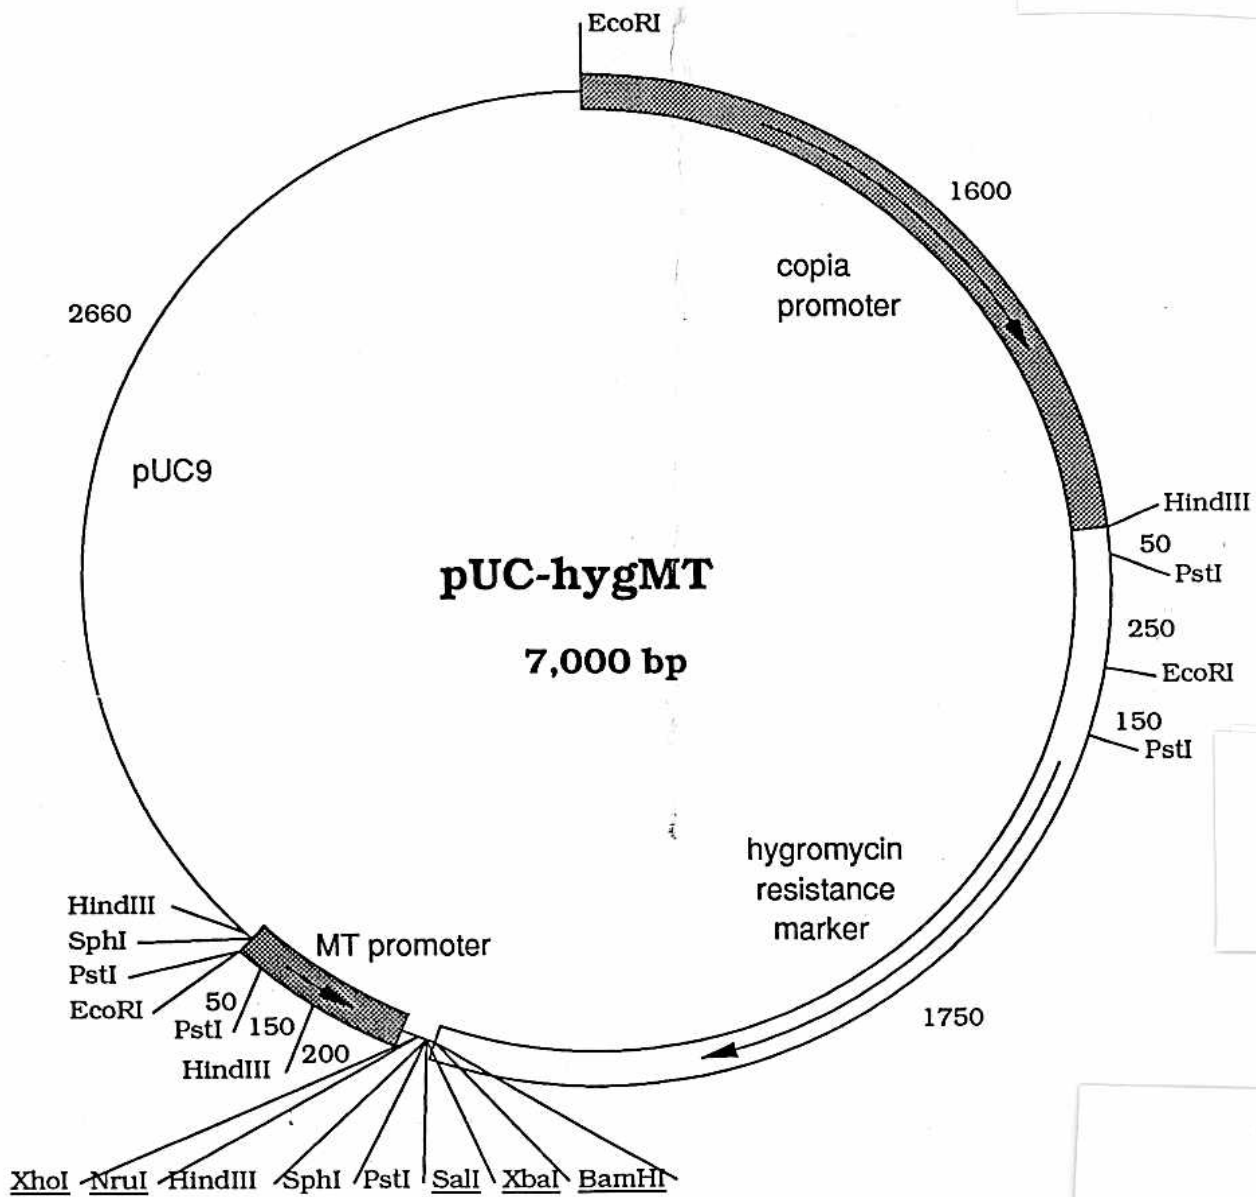 EcoRI
1600
copia
promoter
2660
pUC9
HindIII
50
PstI
pUC-hygMT
250
7,000 bp
EcoRI
150
PstI
hygromycin
resistance
marker
HindIII
SphI
MT promoter
PstI
EcoRI
50
PstI
150
HindIII
200
1750
XhoI NruI HindIII SphI PstI SalI XbaI BamHI